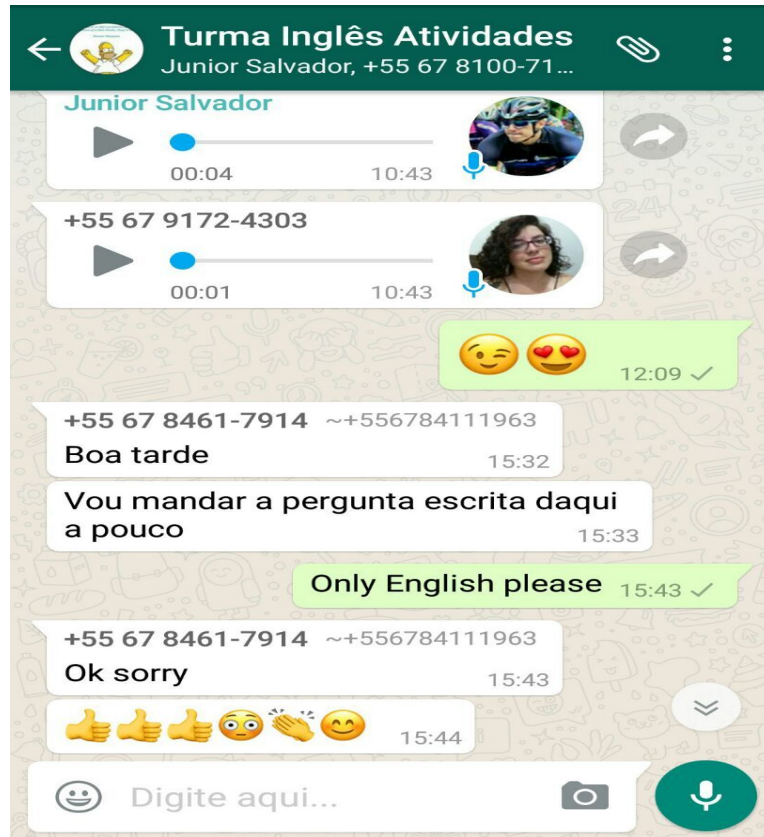 Turma Inglês Atividades
Junior Salvador, +55 67 8100-71...
Junior Salvador
00:04 10:43
+55 67 9172-4303
00:01 10:43
12:09
+55 67 8461-7914 ~+556784111963
Boa tarde 15:32
Vou mandar a pergunta escrita daqui
a pouco 15:33
Only English please 15:43
+55 67 8461-7914 ~+556784111963
Ok sorry 15:43
15:44
Digite aqui...